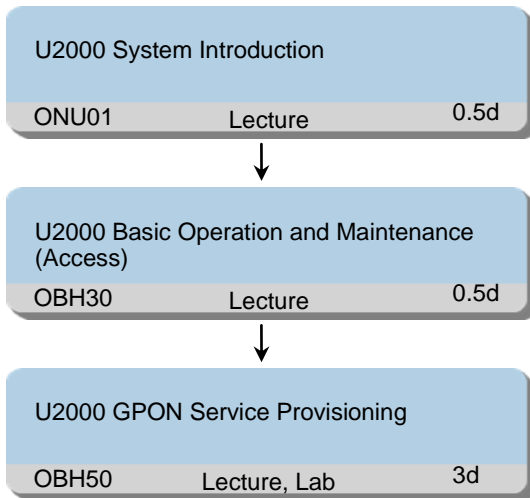 U2000 System Introduction
ONU01 Lecture 0.5d
U2000 Basic Operation and Maintenance
(Access)
OBH30 Lecture 0.5d
U2000 GPON Service Provisioning
OBH50 Lecture, Lab 3d